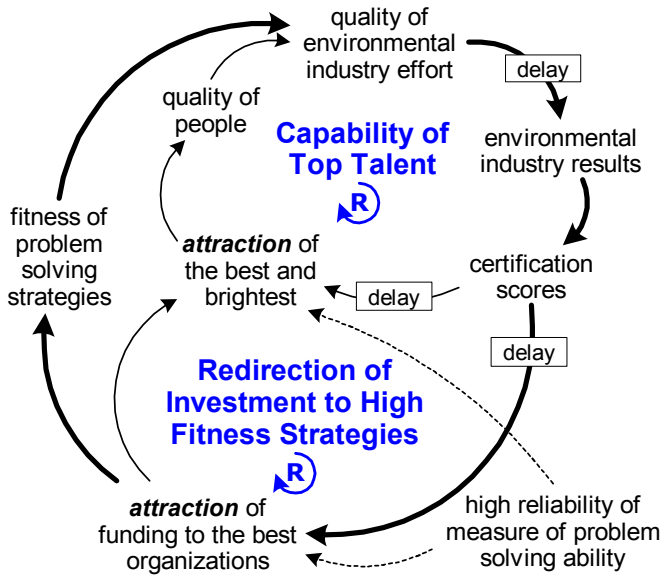 quality of
environmental
industry effort
delay
quality of
people
Capability of
Top Talent
R
environmental
industry results
fitness of
problem
solving
strategies
attraction of
the best and
brightest
delay
certification
scores
delay
Redirection of
Investment to High
Fitness Strategies
R
attraction of
funding to the best
organizations
high reliability of
measure of problem
solving ability